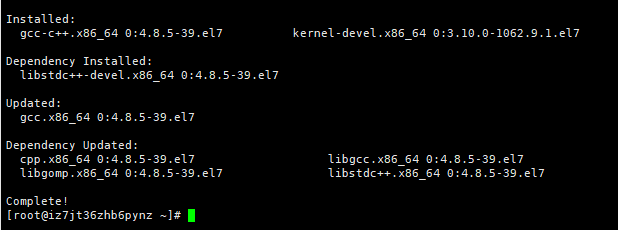 Installed:
  gcc-c++.x86_64 0:4.8.5-39.el7          kernel-devel.x86_64 0:3.10.0-1062.9.1.el7
Dependency Installed:
  libstdc++-devel.x86_64 0:4.8.5-39.el7
Updated:
  gcc.x86_64 0:4.8.5-39.el7
Dependency Updated:
  cpp.x86_64 0:4.8.5-39.el7                   libgcc.x86_64 0:4.8.5-39.el7
  libgomp.x86_64 0:4.8.5-39.el7               libstdc++.x86_64 0:4.8.5-39.el7
Complete!
[root@iz7jt36zhb6pynz ~]#